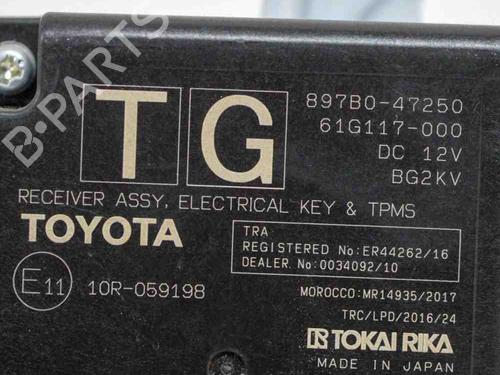 TG
897B0-47250
61G117-000
DC 12V
BG2KV
RECEIVER ASSY, ELECTRICAL KEY & TPMS
TOYOTA
TRA
REGISTERED No:ER44262/16
DEALER. No:0034092/10
E11 10R-059198
MOROCCO:MR14935/2017
TRC/LPD/2016/24
TOKAI RIKA
MADE IN JAPAN